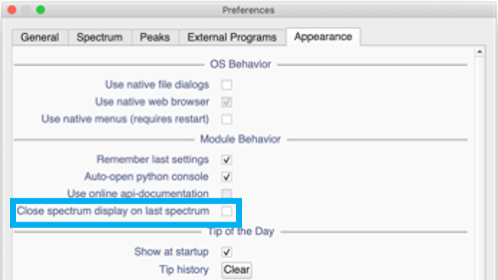 Preferences
General Spectrum Peaks External Programs Appearance
OS Behavior
Use native file dialogs
Use native web browser
Use native menus (requires restart)
Module Behavior
Remember last settings
Auto-open python console
Use online api-documentation
Close spectrum display on last spectrum
Tip of the Day
Show at startup
Tip history Clear